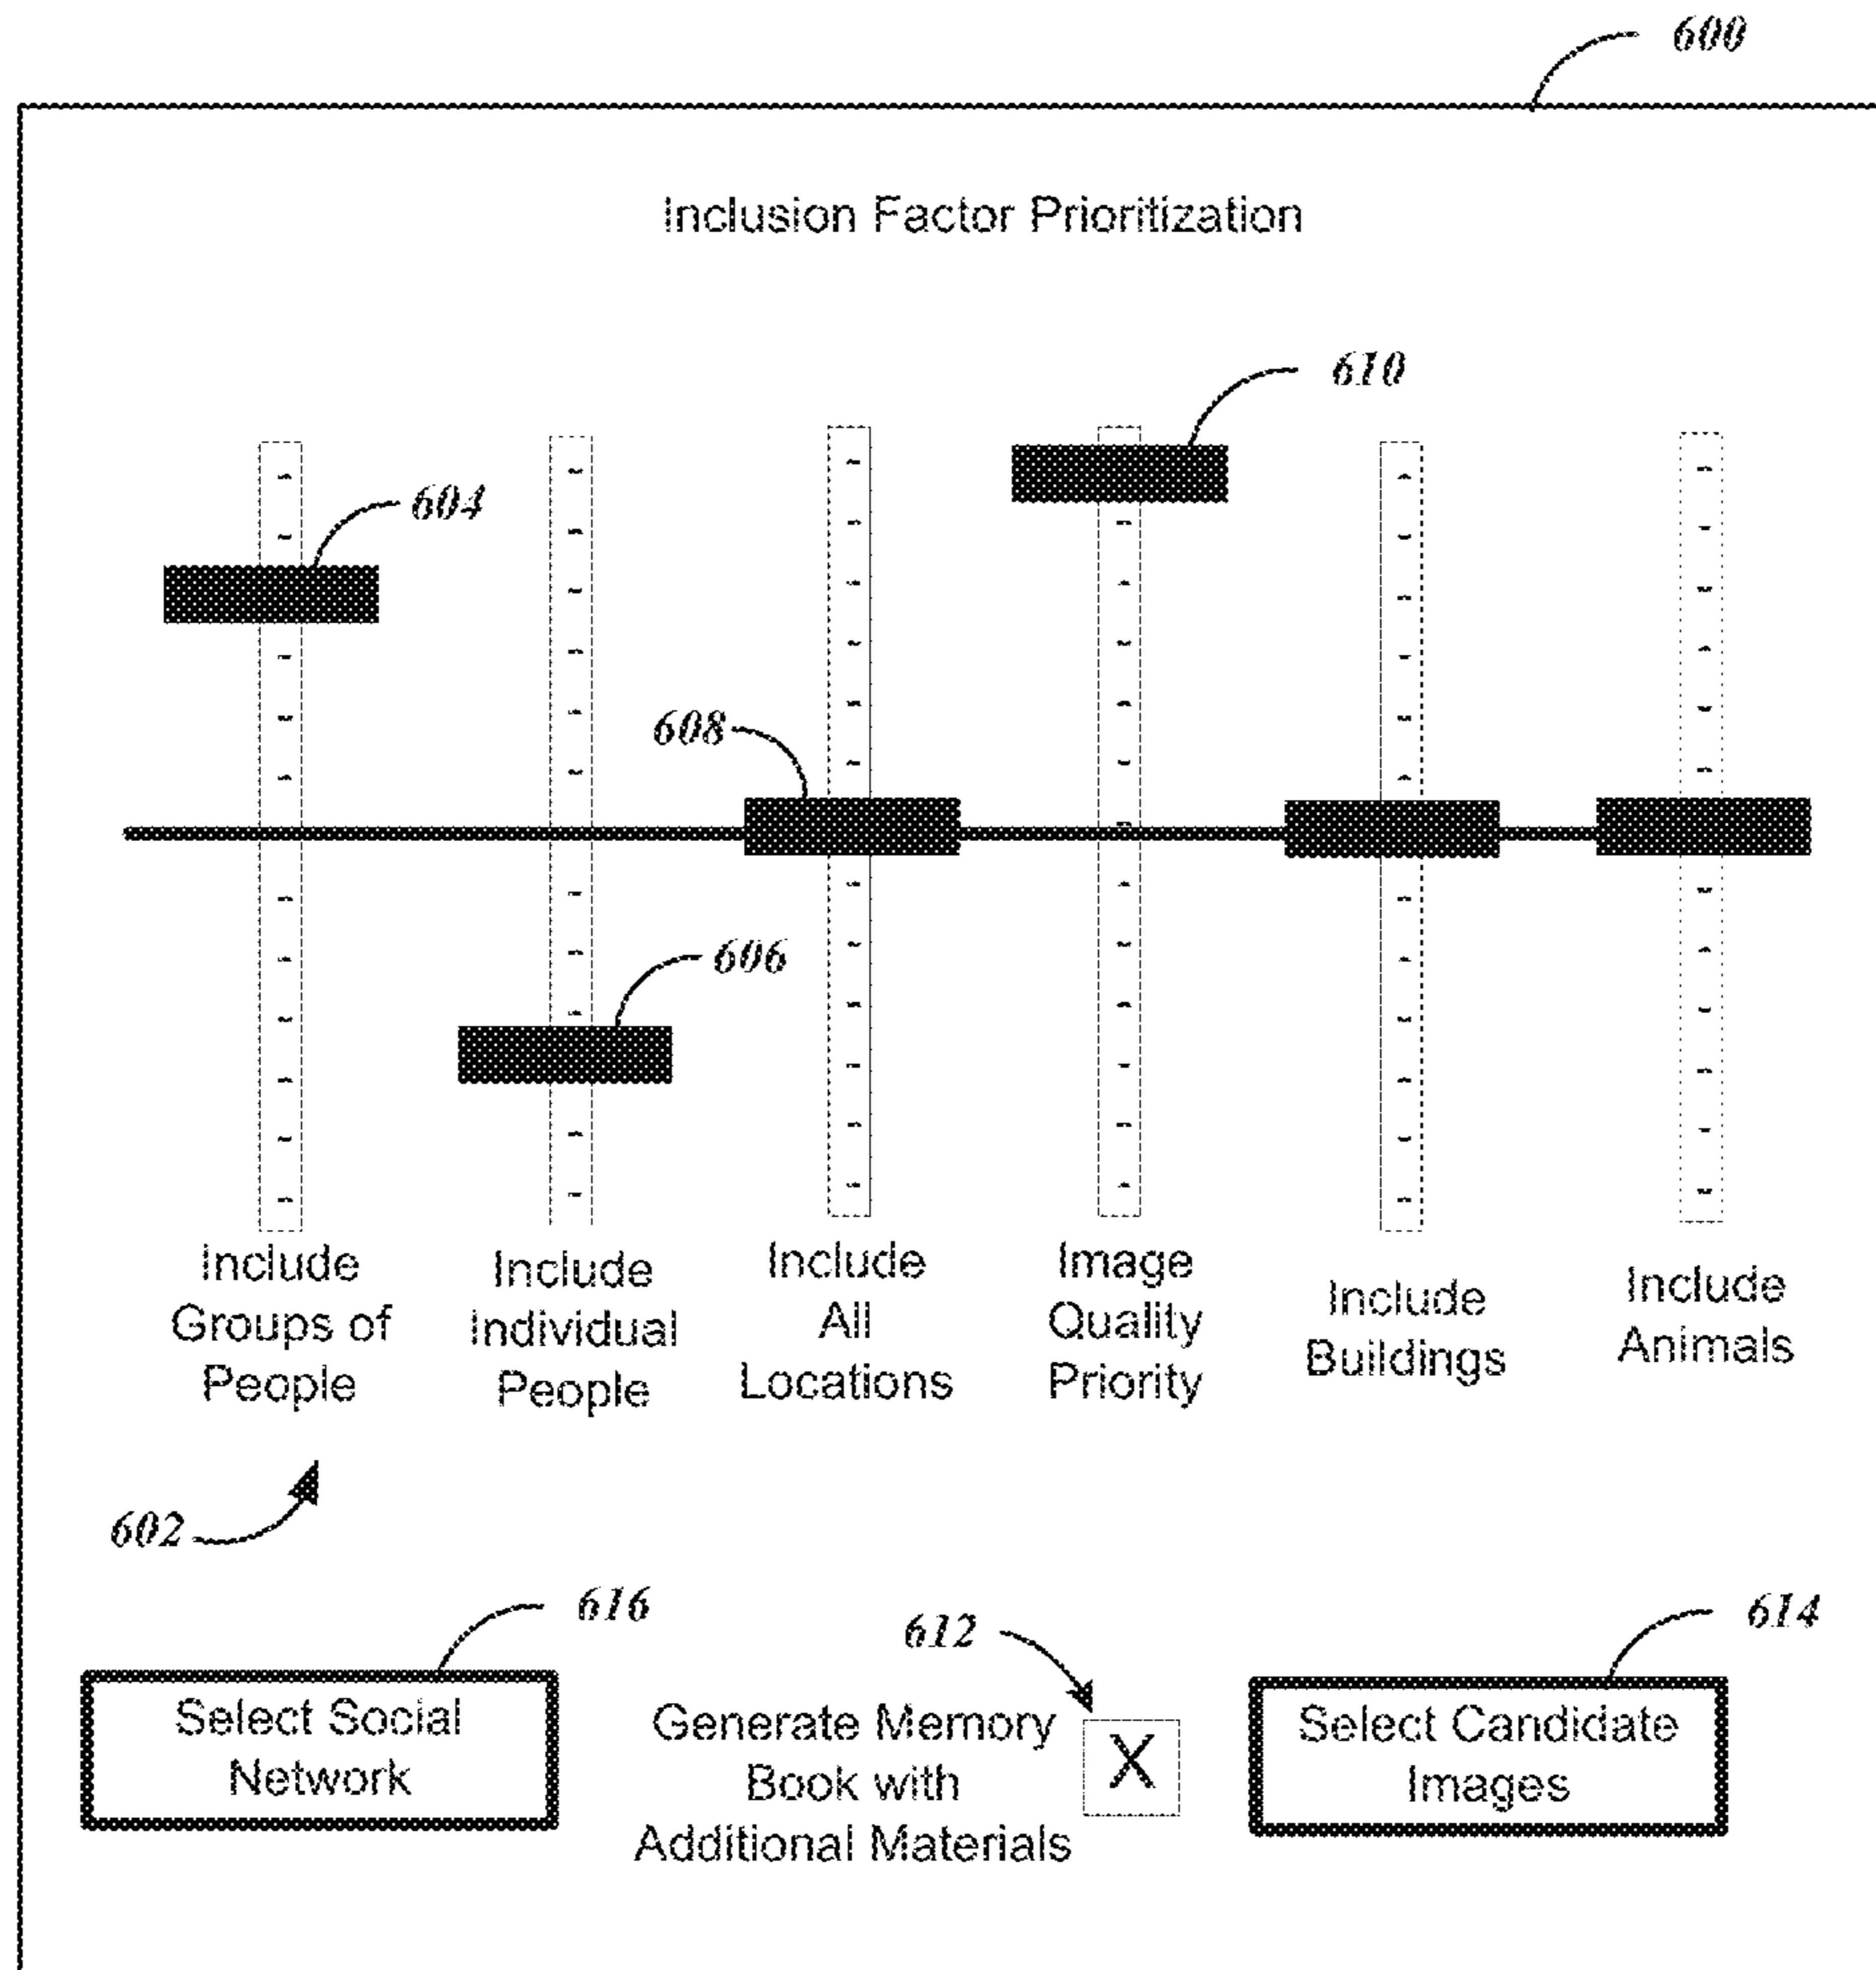 600
Inclusion Factor Prioritization
610
604
608
606
Include
Groups of
People
Include
Individual
People
Include
All
Locations
Image
Quality
Priority
Include
Buildings
Include
Animals
602
616
612
614
Select Social
Network
Generate Memory
Book with
Additional Materials
X
Select Candidate
Images